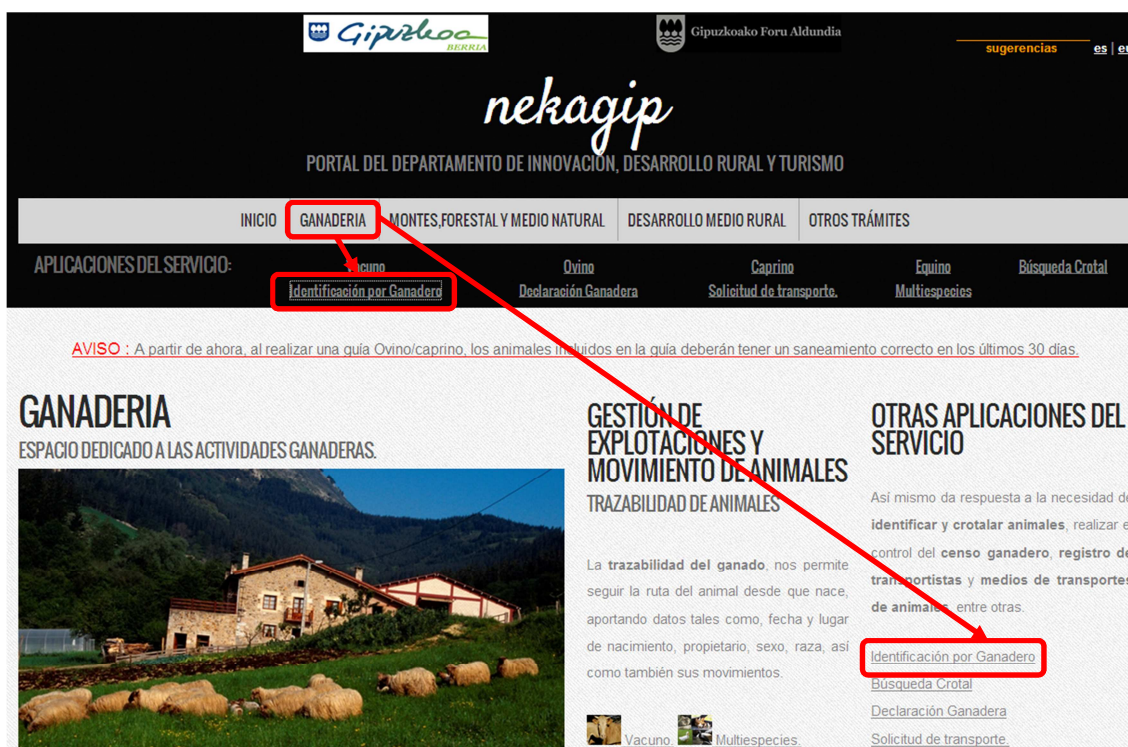 Gipuzkoa
BERRIA
Gipuzkoako Foru Aldundia
sugerencias
es | eu
nekagip
PORTAL DEL DEPARTAMENTO DE INNOVACIÓN, DESARROLLO RURAL Y TURISMO
INICIO GANADERIA MONTES,FORESTAL Y MEDIO NATURAL DESARROLLO MEDIO RURAL OTROS TRÁMITES
APLICACIONES DEL SERVICIO: Vacuno Ovino Caprino Equino Búsqueda Crotal
Identificación por Ganadero Declaración Ganadera Solicitud de transporte. Multiespecies
AVISO : A partir de ahora, al realizar una guía Ovino/caprino, los animales incluidos en la guía deberán tener un saneamiento correcto en los últimos 30 días.
GANADERIA
ESPACIO DEDICADO A LAS ACTIVIDADES GANADERAS.
GESTIÓN DE
EXPLOTACIONES Y
MOVIMIENTO DE ANIMALES
TRAZABILIDAD DE ANIMALES
La trazabilidad del ganado, nos permite
seguir la ruta del animal desde que nace,
aportando datos tales como, fecha y lugar
de nacimiento, propietario, sexo, raza, así
como también sus movimientos.
Vacuno. Multiespecies.
OTRAS APLICACIONES DEL
SERVICIO
Así mismo da respuesta a la necesidad de
identificar y crotalar animales, realizar e
control del censo ganadero, registro de
transportistas y medios de transportes
de animales, entre otras.
Identificación por Ganadero
Búsqueda Crotal
Declaración Ganadera
Solicitud de transporte.